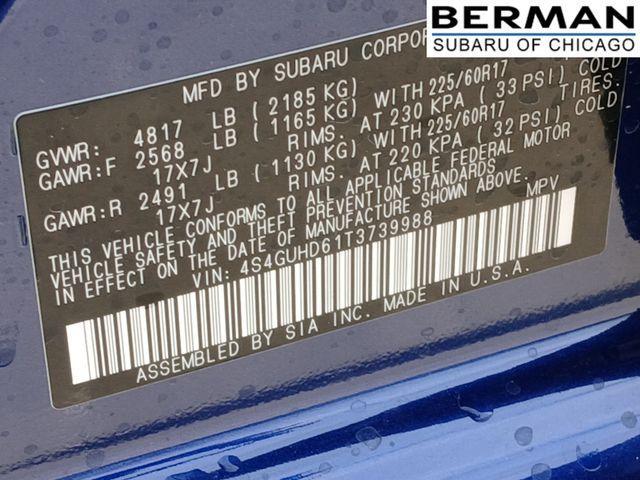 BERMAN
SUBARU OF CHICAGO
MFD BY SUBARU CORPOR
GVWR: 4817 LB (2185 KG)
GAWR:F 2568 LB (1165 KG) WITH 225/60R17
17X7J RIMS. AT 230 KPA (33 PSI) COLD
GAWR:R 2491 LB (1130 KG) WITH 225/60R17 TIRES.
17X7J RIMS. AT 220 KPA (32 PSI) COLD
THIS VEHICLE CONFORMS TO ALL APPLICABLE FEDERAL MOTOR
VEHICLE SAFETY AND THEFT PREVENTION STANDARDS
IN EFFECT ON THE DATE OF MANUFACTURE SHOWN ABOVE.
VIN: 4S4GUHD61T3739988 MPV
ASSEMBLED BY SIA INC. MADE IN U.S.A.